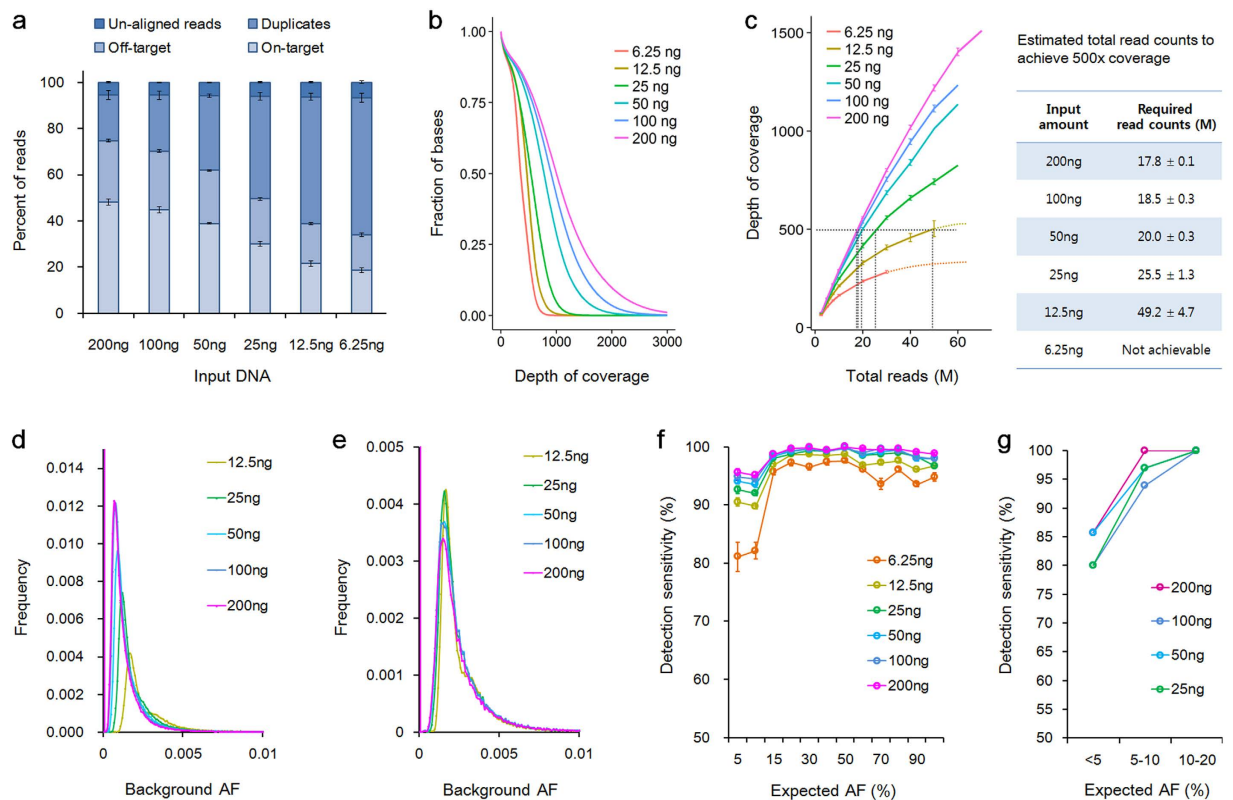 a
Un-aligned reads
Duplicates
Off-target
On-target
Percent of reads
100
80
60
40
20
0
200ng 100ng 50ng 25ng 12.5ng 6.25ng
Input DNA
b
6.25 ng
12.5 ng
25 ng
50 ng
100 ng
200 ng
Fraction of bases
1.00
0.75
0.50
0.25
0.00
0 1000 2000 3000
Depth of coverage
c
6.25 ng
12.5 ng
25 ng
50 ng
100 ng
200 ng
Depth of coverage
1500
1000
500
0
0 20 40 60
Total reads (M)
Estimated total read counts to
achieve 500x coverage
Input amount Required read counts (M)
200ng 17.8 ± 0.1
100ng 18.5 ± 0.3
50ng 20.0 ± 0.3
25ng 25.5 ± 1.3
12.5ng 49.2 ± 4.7
6.25ng Not achievable
d
12.5ng
25ng
50ng
100ng
200ng
Frequency
0.014
0.012
0.010
0.008
0.006
0.004
0.002
0.000
0 0.005 0.01
Background AF
e
12.5ng
25ng
50ng
100ng
200ng
Frequency
0.005
0.004
0.003
0.002
0.001
0
0 0.005 0.01
Background AF
f
Detection sensitivity (%)
100
90
80
70
60
50
6.25ng
12.5ng
25ng
50ng
100ng
200ng
5 15 30 50 70 90
Expected AF (%)
g
Detection sensitivity (%)
100
95
90
85
80
75
70
65
60
55
50
200ng
100ng
50ng
25ng
<5 5-10 10-20
Expected AF (%)